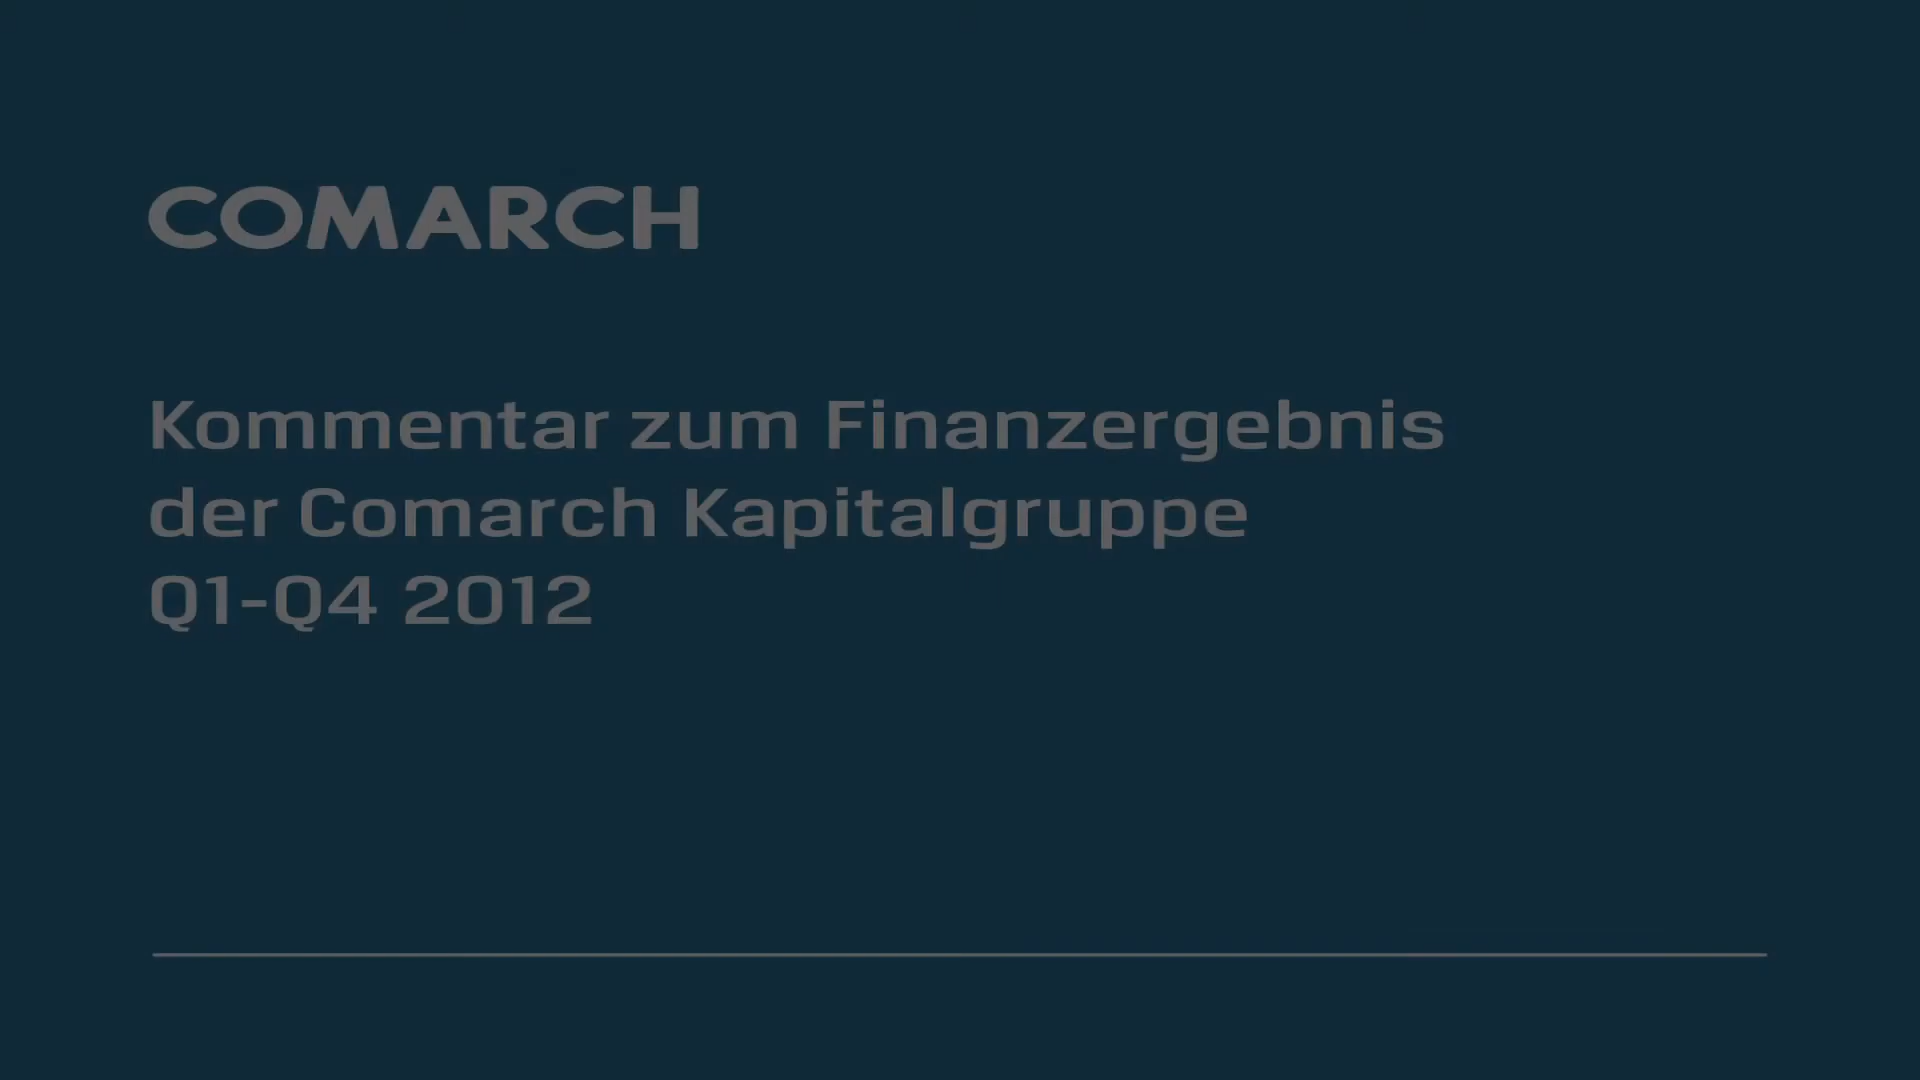 COMARCH
Kommentar zum Finanzergebnis
der Comarch Kapitalgruppe
Q1-Q4 2012